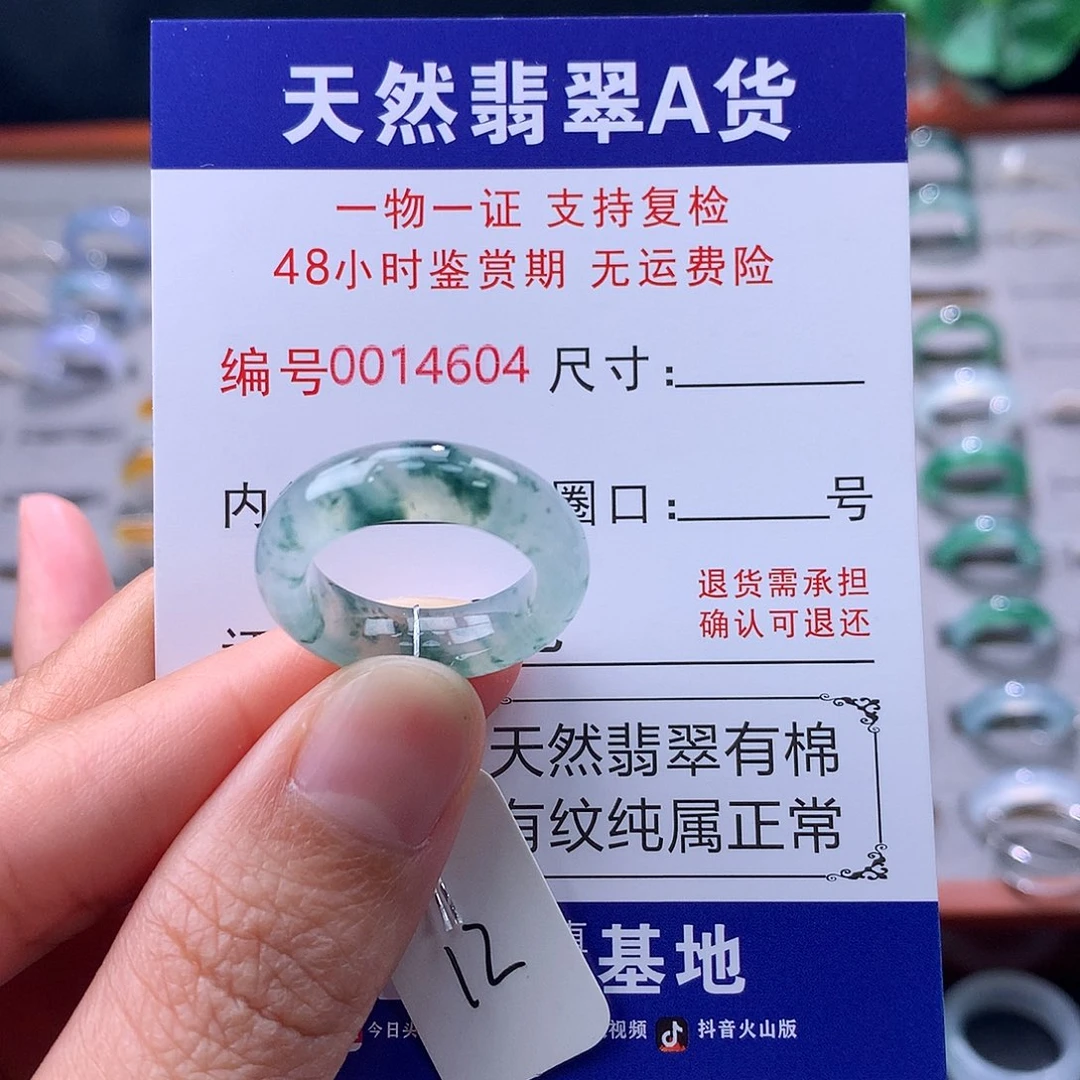 天然翡翠A货
一物一证 支持复检
48小时鉴赏期 无运费险
编号0014604 尺寸:
内 圈口: 号
退货需承担
确认可退还
天然翡翠有棉
有纹纯属正常
基地
12
今日头 视频 抖音火山版